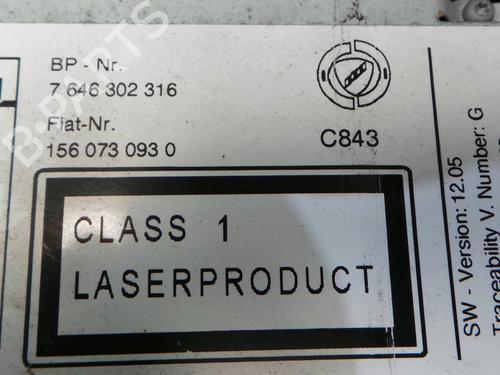 BP - Nr.
7 646 302 316
Fiat-Nr.
156 073 093 0
C843
CLASS 1
LASERPRODUCT
SW - Version: 12.05
Traceability V. Number: G
B-PARTS